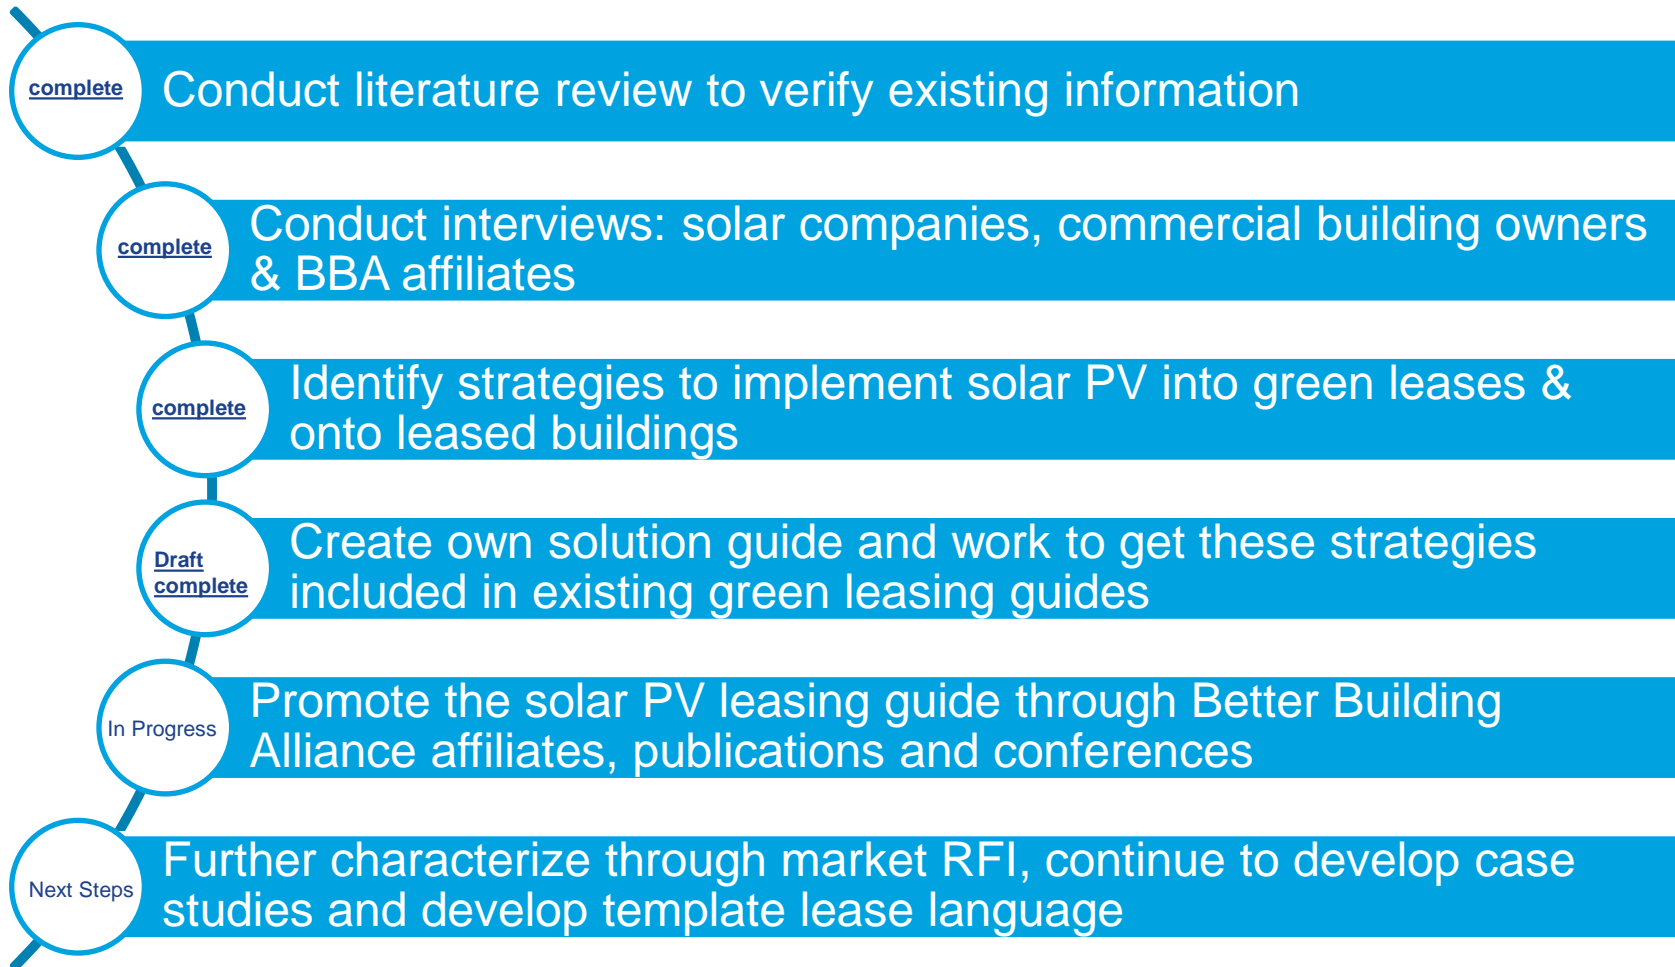 complete
Conduct literature review to verify existing information
complete
Conduct interviews: solar companies, commercial building owners
& BBA affiliates
complete
Identify strategies to implement solar PV into green leases &
onto leased buildings
Draft
complete
Create own solution guide and work to get these strategies
included in existing green leasing guides
In Progress
Promote the solar PV leasing guide through Better Building
Alliance affiliates, publications and conferences
Next Steps
Further characterize through market RFI, continue to develop case
studies and develop template lease language